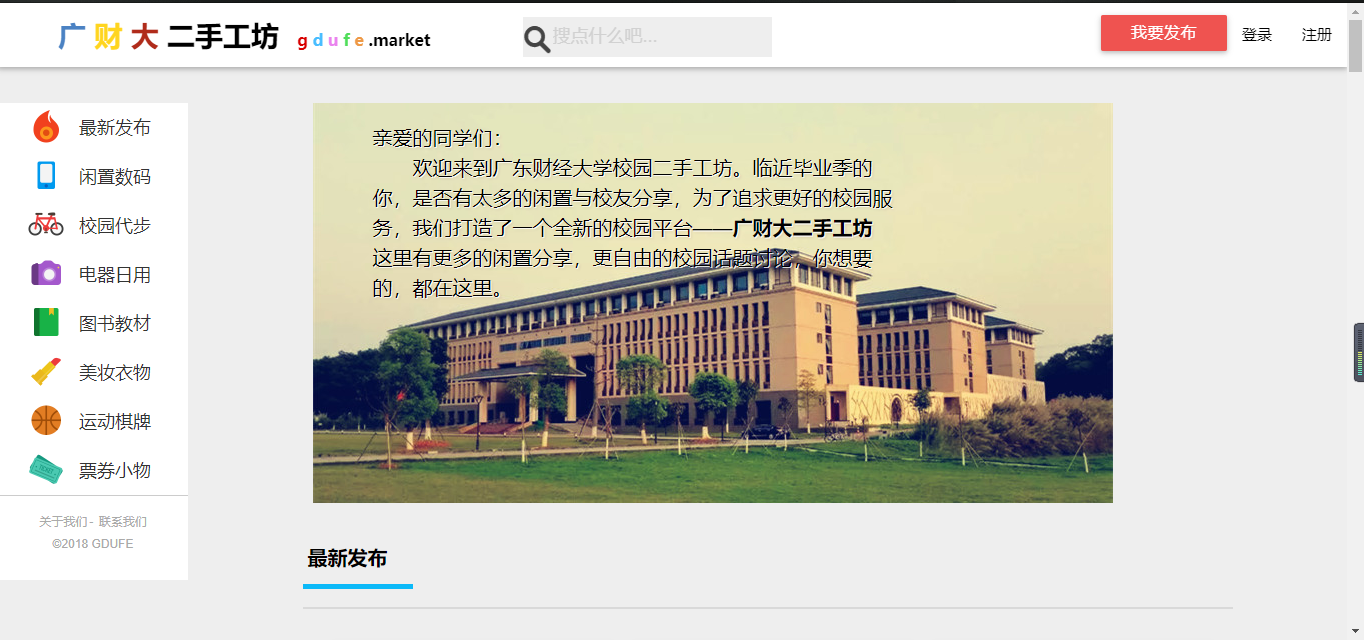 广 财 大 二手工坊 gdufe.market
搜点什么吧...
我要发布 登录 注册
最新发布
闲置数码
校园代步
电器日用
图书教材
美妆衣物
运动棋牌
票券小物
关于我们 - 联系我们
©2018 GDUFE
亲爱的同学们：
欢迎来到广东财经大学校园二手工坊。临近毕业季的
你，是否有太多的闲置与校友分享，为了追求更好的校园服
务，我们打造了一个全新的校园平台——广财大二手工坊
这里有更多的闲置分享，更自由的校园话题讨论，你想要
的，都在这里。
最新发布